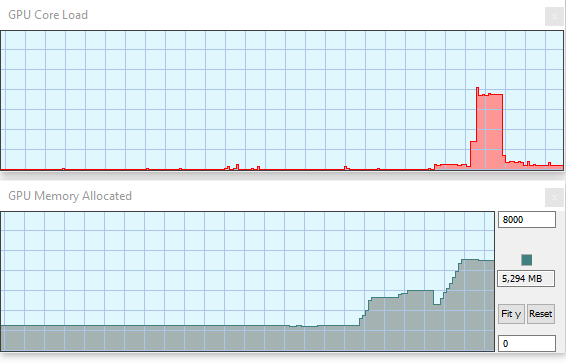 GPU Core Load
x
GPU Memory Allocated
x
8000
5,294 MB
Fit y
Reset
0